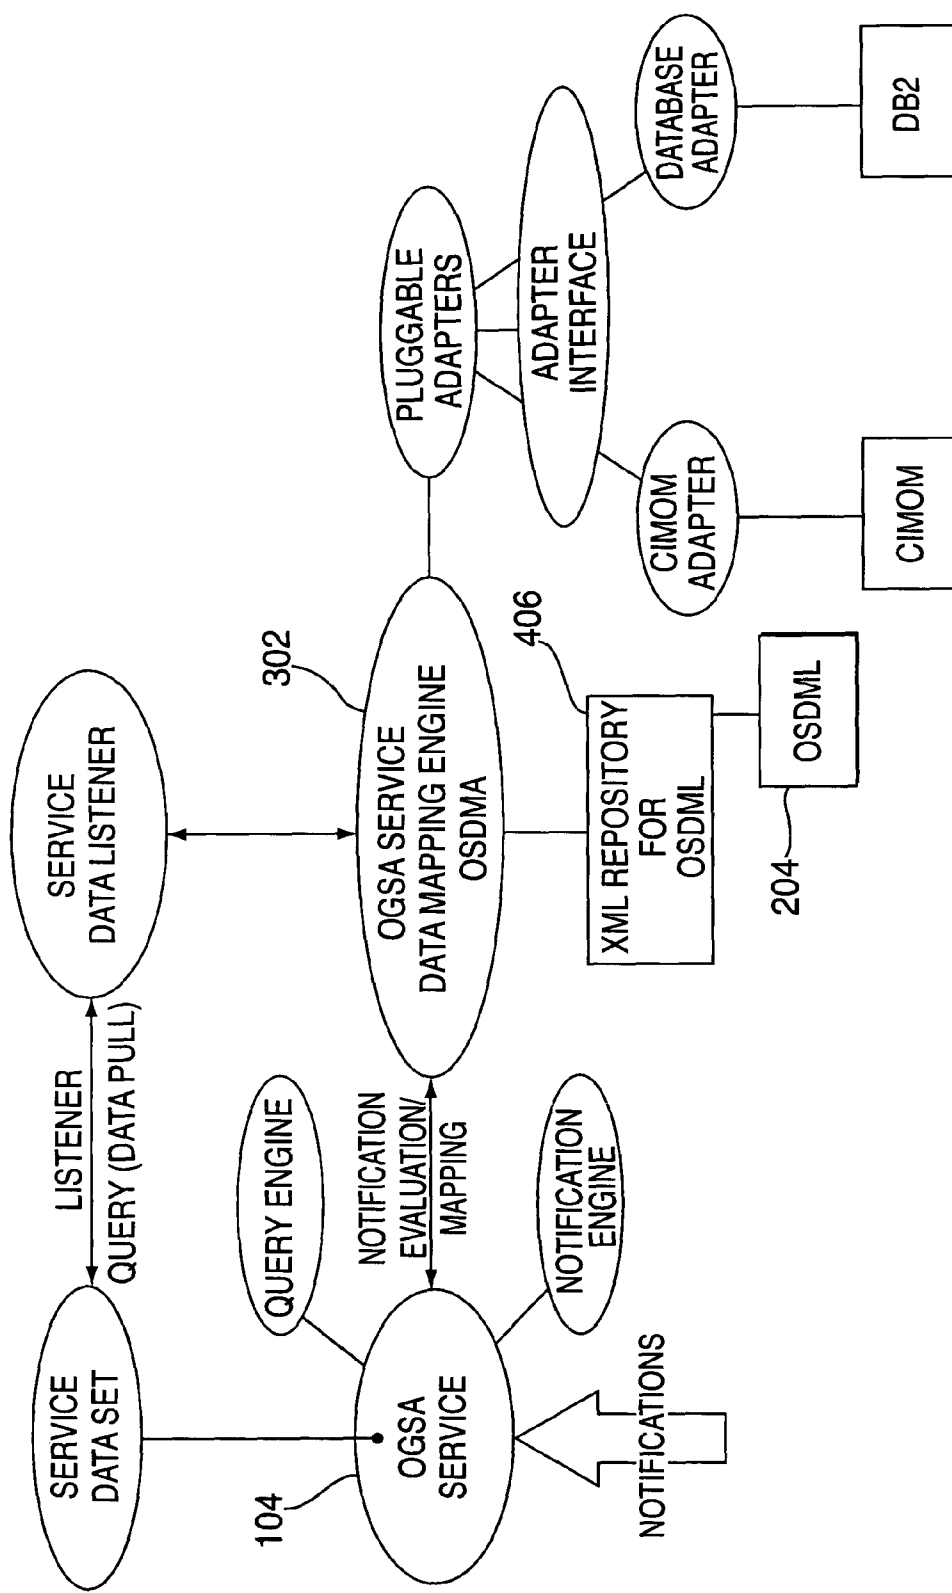 SERVICE
DATA SET
LISTENER
QUERY (DATA PULL)
SERVICE
DATA LISTENER
104
OGSA
SERVICE
QUERY ENGINE
NOTIFICATION
EVALUATION/
MAPPING
NOTIFICATION
ENGINE
NOTIFICATIONS
302
OGSA SERVICE
DATA MAPPING ENGINE
OSDMA
406
XML REPOSITORY
FOR
OSDML
204
OSDML
PLUGGABLE
ADAPTERS
ADAPTER
INTERFACE
CIMOM
ADAPTER
DATABASE
ADAPTER
CIMOM
DB2